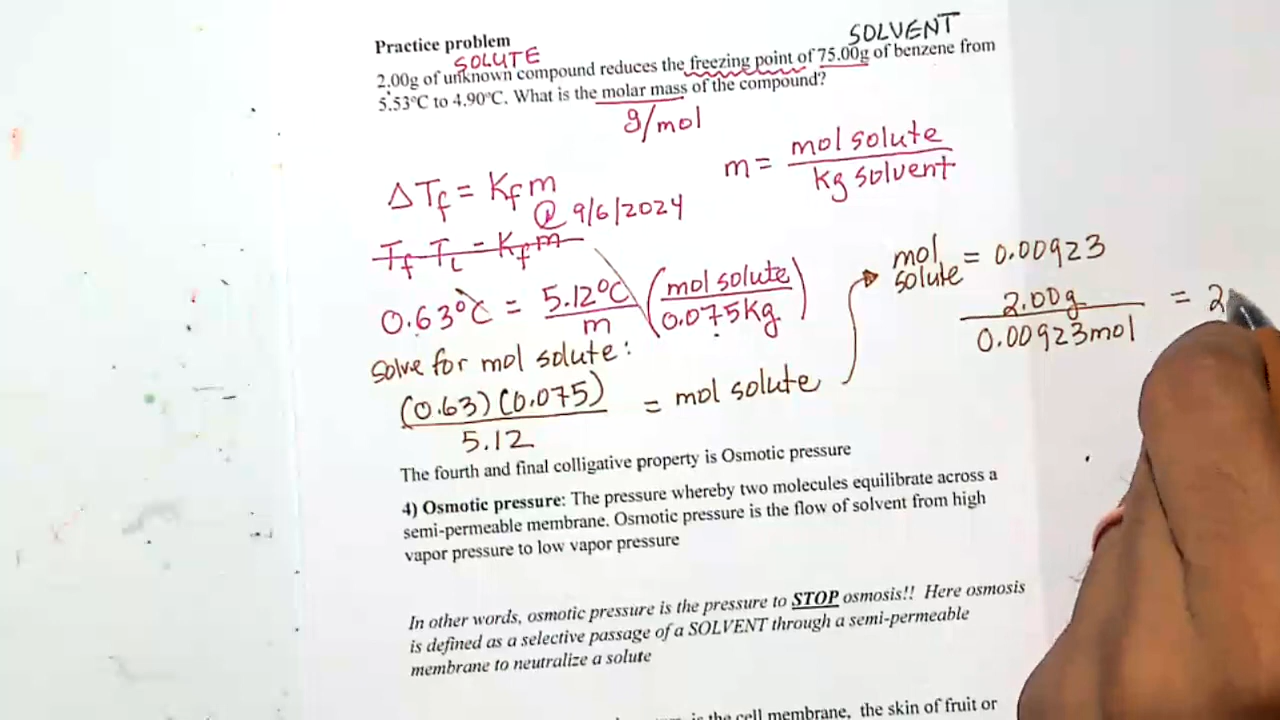 Practice problem
SOLUTE
SOLVENT
2.00g of unknown compound reduces the freezing point of 75.00g of benzene from
5.53°C to 4.90°C. What is the molar mass of the compound?
g/mol
m = mol solute / kg solvent
ΔTf = Kf m
@ 9/6/2024
Tf Ti = Kf m
0.63°C = 5.12°C / m (mol solute / 0.075kg)
mol solute = 0.00923
2.00g / 0.00923mol = 2
Solve for mol solute:
(0.63)(0.075) / 5.12 = mol solute
The fourth and final colligative property is Osmotic pressure
4) Osmotic pressure: The pressure whereby two molecules equilibrate across a
semi-permeable membrane. Osmotic pressure is the flow of solvent from high
vapor pressure to low vapor pressure
In other words, osmotic pressure is the pressure to STOP osmosis!! Here osmosis
is defined as a selective passage of a SOLVENT through a semi-permeable
membrane to neutralize a solute
is the cell membrane, the skin of fruit or